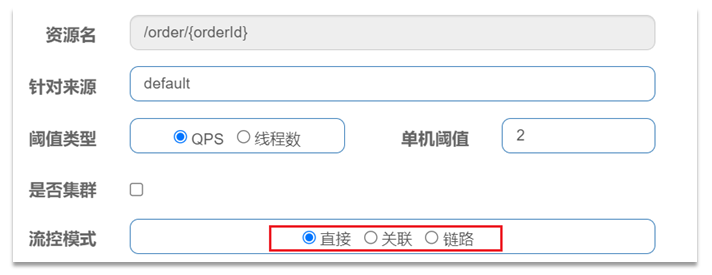 资源名 /order/{orderId}
针对来源 default
阈值类型 QPS 线程数 单机阈值 2
是否集群
流控模式 直接 关联 链路